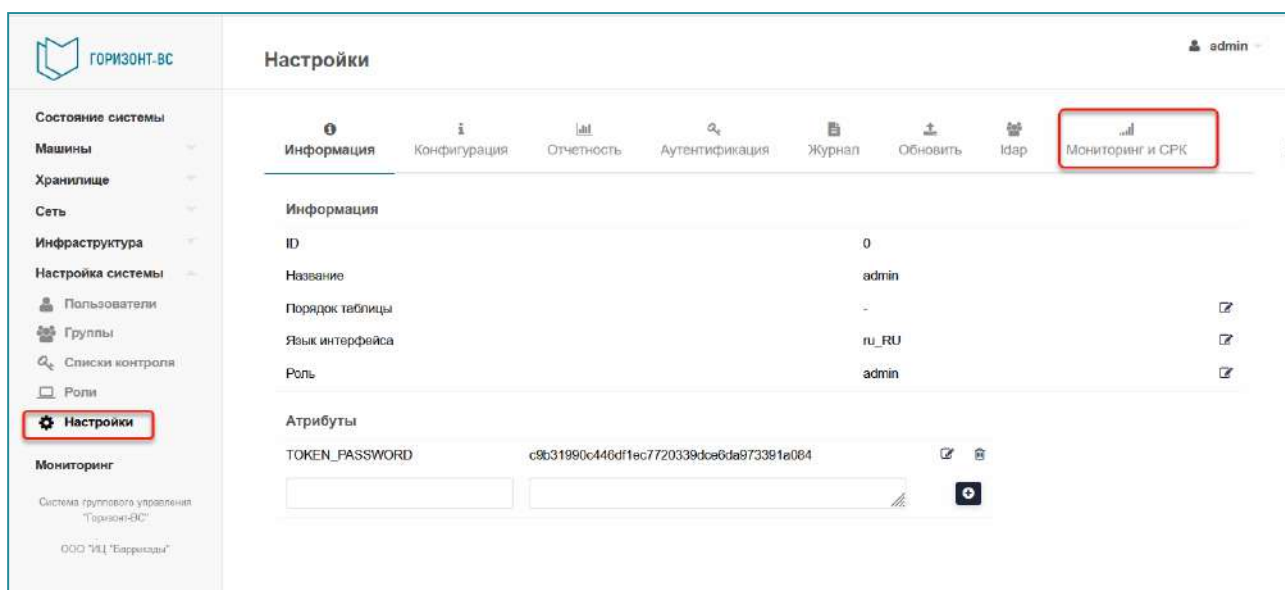 ГОРИЗОНТ-ВС
Настройки
admin
Состояние системы
Машины
Хранилище
Сеть
Инфраструктура
Настройка системы
Пользователи
Группы
Списки контроля
Роли
Настройки
Мониторинг
Система группового управления
"Горизонт-ВС"
ООО "ИЦ "Баррикады"
Информация Конфигурация Отчетность Аутентификация Журнал Обновить ldap Мониторинг и СРК
Информация
ID 0
Название admin
Порядок таблицы -
Язык интерфейса ru_RU
Роль admin
Атрибуты
TOKEN_PASSWORD c9b31990c446df1ec7720339dce6da973391a084